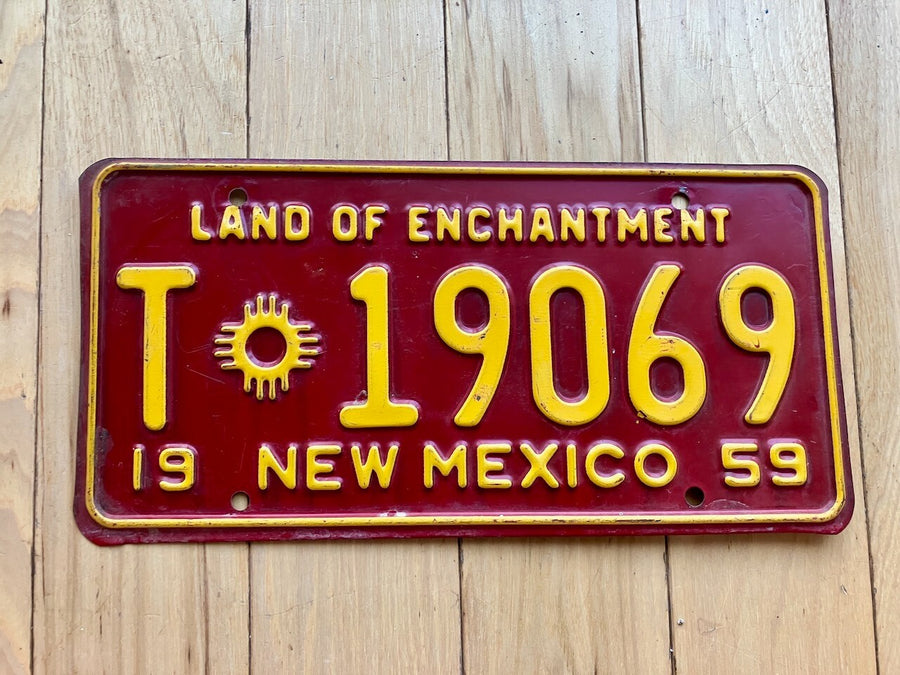 LAND OF ENCHANTMENT
T 19069
19 NEW MEXICO 59